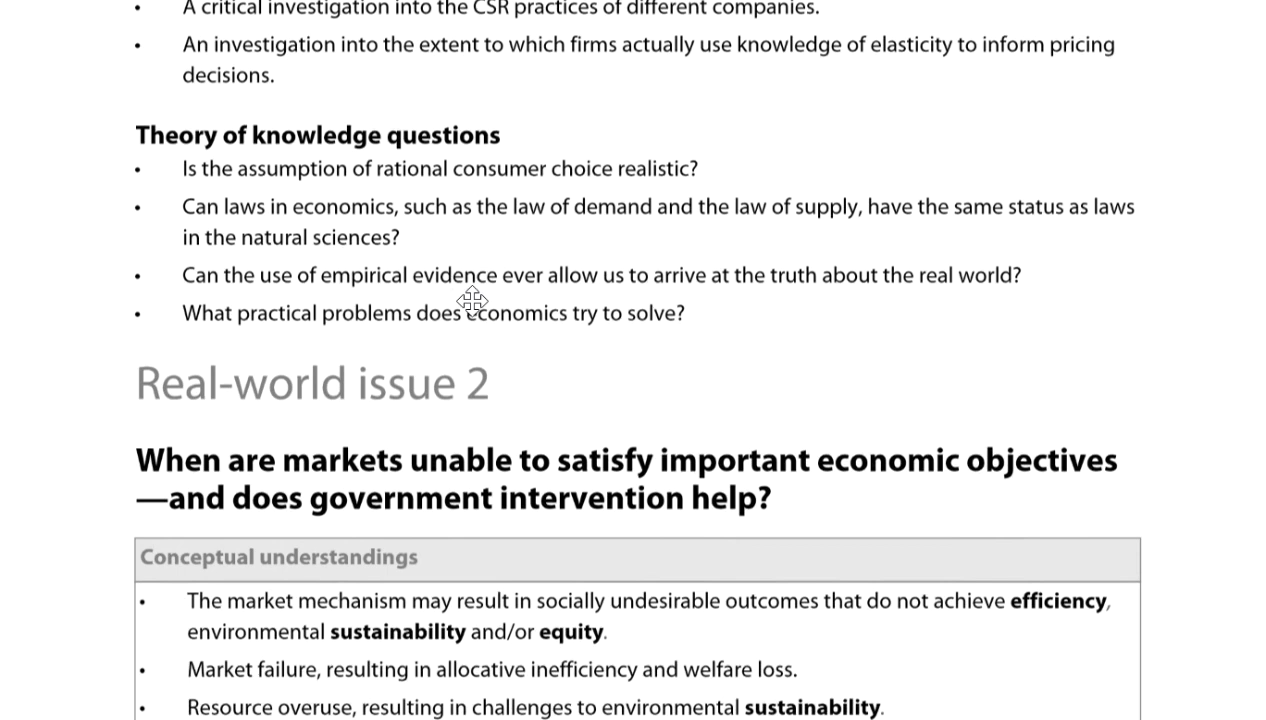 • A critical investigation into the CSR practices of different companies.
• An investigation into the extent to which firms actually use knowledge of elasticity to inform pricing
decisions.
Theory of knowledge questions
• Is the assumption of rational consumer choice realistic?
• Can laws in economics, such as the law of demand and the law of supply, have the same status as laws
in the natural sciences?
• Can the use of empirical evidence ever allow us to arrive at the truth about the real world?
• What practical problems does economics try to solve?
Real-world issue 2
When are markets unable to satisfy important economic objectives
—and does government intervention help?
Conceptual understandings
• The market mechanism may result in socially undesirable outcomes that do not achieve efficiency,
environmental sustainability and/or equity.
• Market failure, resulting in allocative inefficiency and welfare loss.
• Resource overuse, resulting in challenges to environmental sustainability.